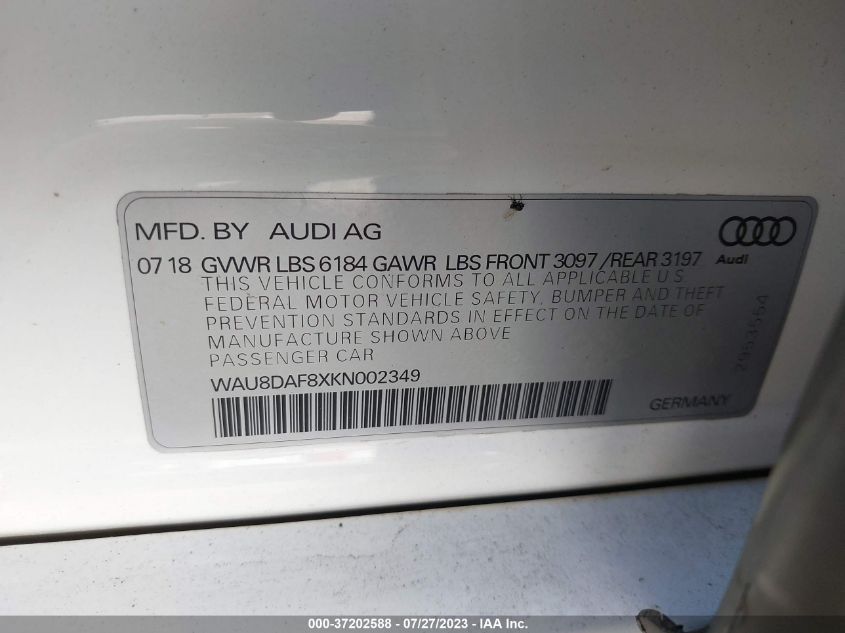 MFD. BY AUDI AG
07 18 GVWR LBS 6184 GAWR LBS FRONT 3097 /REAR 3197
Audi
THIS VEHICLE CONFORMS TO ALL APPLICABLE U S
FEDERAL MOTOR VEHICLE SAFETY, BUMPER AND THEFT
PREVENTION STANDARDS IN EFFECT ON THE DATE OF
MANUFACTURE SHOWN ABOVE
PASSENGER CAR
WAU8DAF8XKN002349
2953554
GERMANY
000-37202588 - 07/27/2023 - IAA Inc.